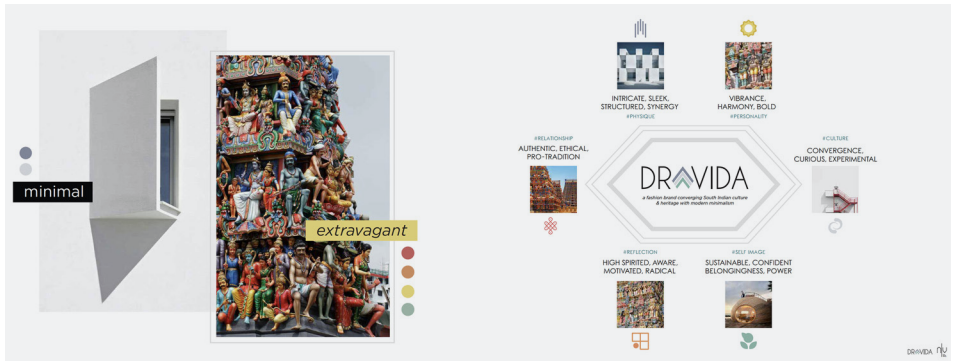 minimal
extravagant
INTRICATE, SLEEK,
STRUCTURED, SYNERGY
#PHYSIQUE
VIBRANCE,
HARMONY, BOLD
#PERSONALITY
#RELATIONSHIP
AUTHENTIC, ETHICAL,
PRO-TRADITION
#CULTURE
CONVERGENCE,
CURIOUS, EXPERIMENTAL
DRAVIDA
a fashion brand converging South Indian culture
& heritage with modern minimalism
#REFLECTION
HIGH SPIRITED, AWARE,
MOTIVATED, RADICAL
#SELF IMAGE
SUSTAINABLE, CONFIDENT
BELONGINGNESS, POWER
DRAVIDA